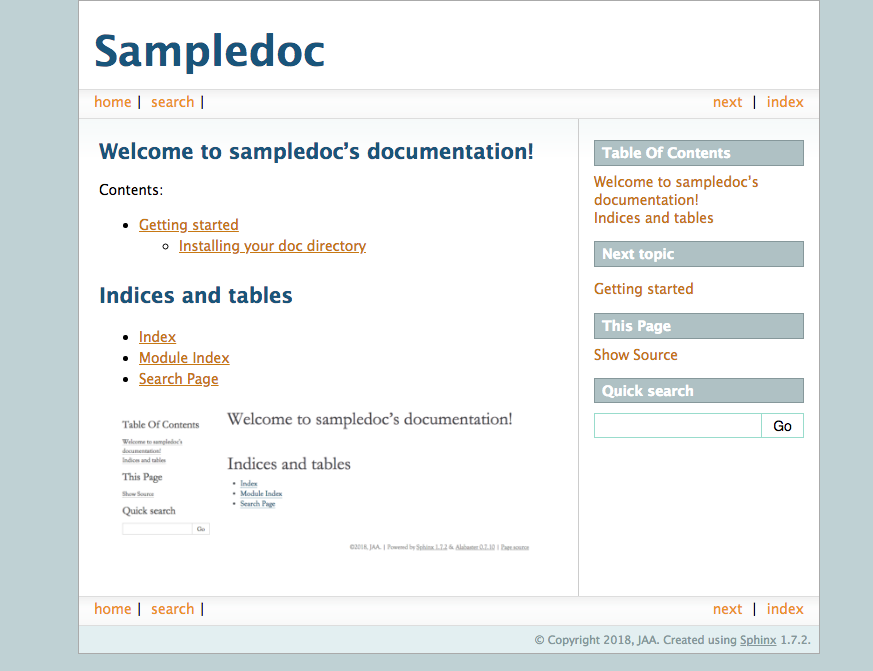 Sampledoc
home | search |
next | index
Welcome to sampledoc's documentation!
Contents:
Getting started
Installing your doc directory
Indices and tables
Index
Module Index
Search Page
Table Of Contents
Welcome to sampledoc's
documentation!
Indices and tables
This Page
Show Source
Quick search
Go
Welcome to sampledoc's documentation!
Indices and tables
Index
Module Index
Search Page
©2018, JAA. | Powered by Sphinx 1.7.2 & Alabaster 0.7.10 | Page source
Table Of Contents
Welcome to sampledoc's
documentation!
Indices and tables
Next topic
Getting started
This Page
Show Source
Quick search
Go
home | search |
next | index
© Copyright 2018, JAA. Created using Sphinx 1.7.2.